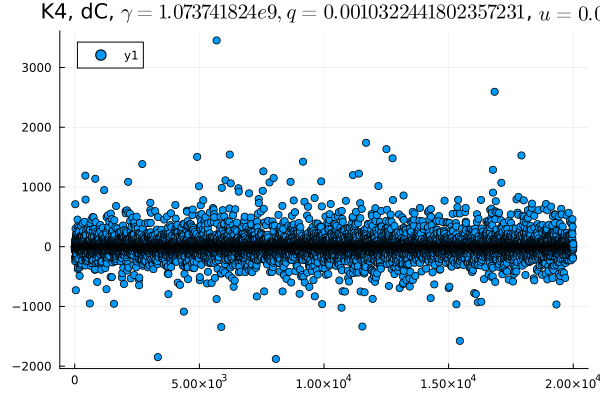 K4, dC, γ = 1.073741824e9, q = 0.0010322441802357231, u = 0.0
y1
3000
2000
1000
0
−1000
−2000
0 5.00×10³ 1.00×10⁴ 1.50×10⁴ 2.00×10⁴